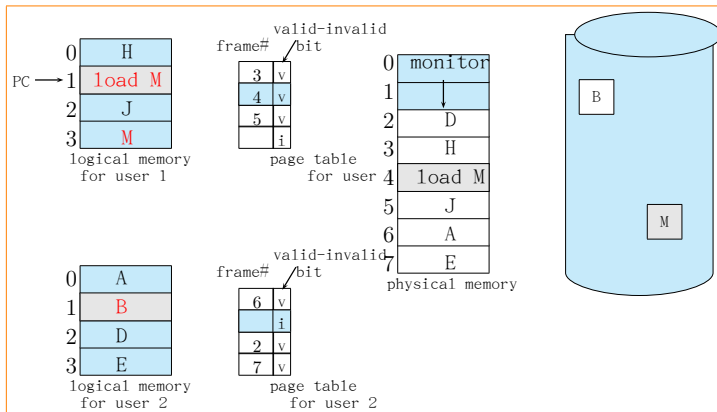 valid-invalid
frame# bit
0 H
PC 1 load M
2 J
3 M
logical memory
for user 1
3 v
4 v
5 v
i
page table
for user
0 monitor
1
2 D
3 H
4 load M
5 J
6 A
7 E
physical memory
B
M
0 A
1 B
2 D
3 E
logical memory
for user 2
valid-invalid
frame# bit
6 v
i
2 v
7 v
page table
for user 2